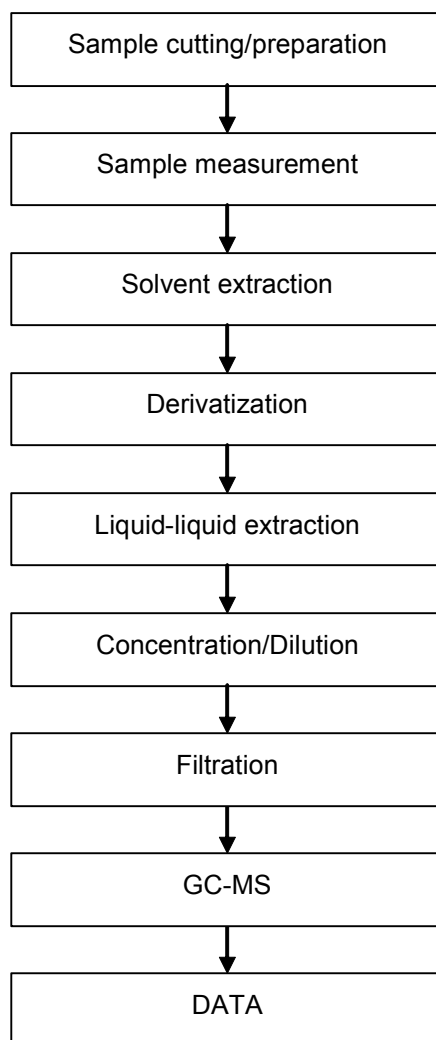 Sample cutting/preparation
Sample measurement
Solvent extraction
Derivatization
Liquid-liquid extraction
Concentration/Dilution
Filtration
GC-MS
DATA